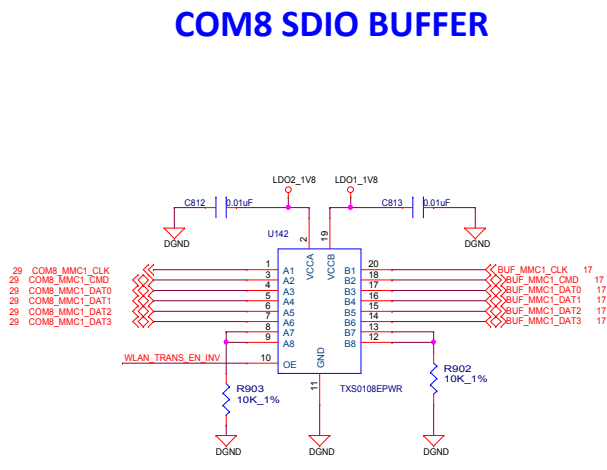 COM8 SDIO BUFFER
LDO2_1V8
LDO1_1V8
C812
0.01uF
C813
0.01uF
DGND
DGND
U142
2
19
VCCA
VCCB
29 COM8_MMC1_CLK 1 A1 B1 20 BUF_MMC1_CLK 17
29 COM8_MMC1_CMD 3 A2 B2 18 BUF_MMC1_CMD 17
29 COM8_MMC1_DAT0 4 A3 B3 17 BUF_MMC1_DAT0 17
29 COM8_MMC1_DAT1 5 A4 B4 16 BUF_MMC1_DAT1 17
29 COM8_MMC1_DAT2 6 A5 B5 15 BUF_MMC1_DAT2 17
29 COM8_MMC1_DAT3 7 A6 B6 14 BUF_MMC1_DAT3 17
8 A7 B7 13
9 A8 B8 12
WLAN_TRANS_EN_INV 10 OE
GND
11
TXS0108EPWR
R903
10K_1%
R902
10K_1%
DGND
DGND
DGND